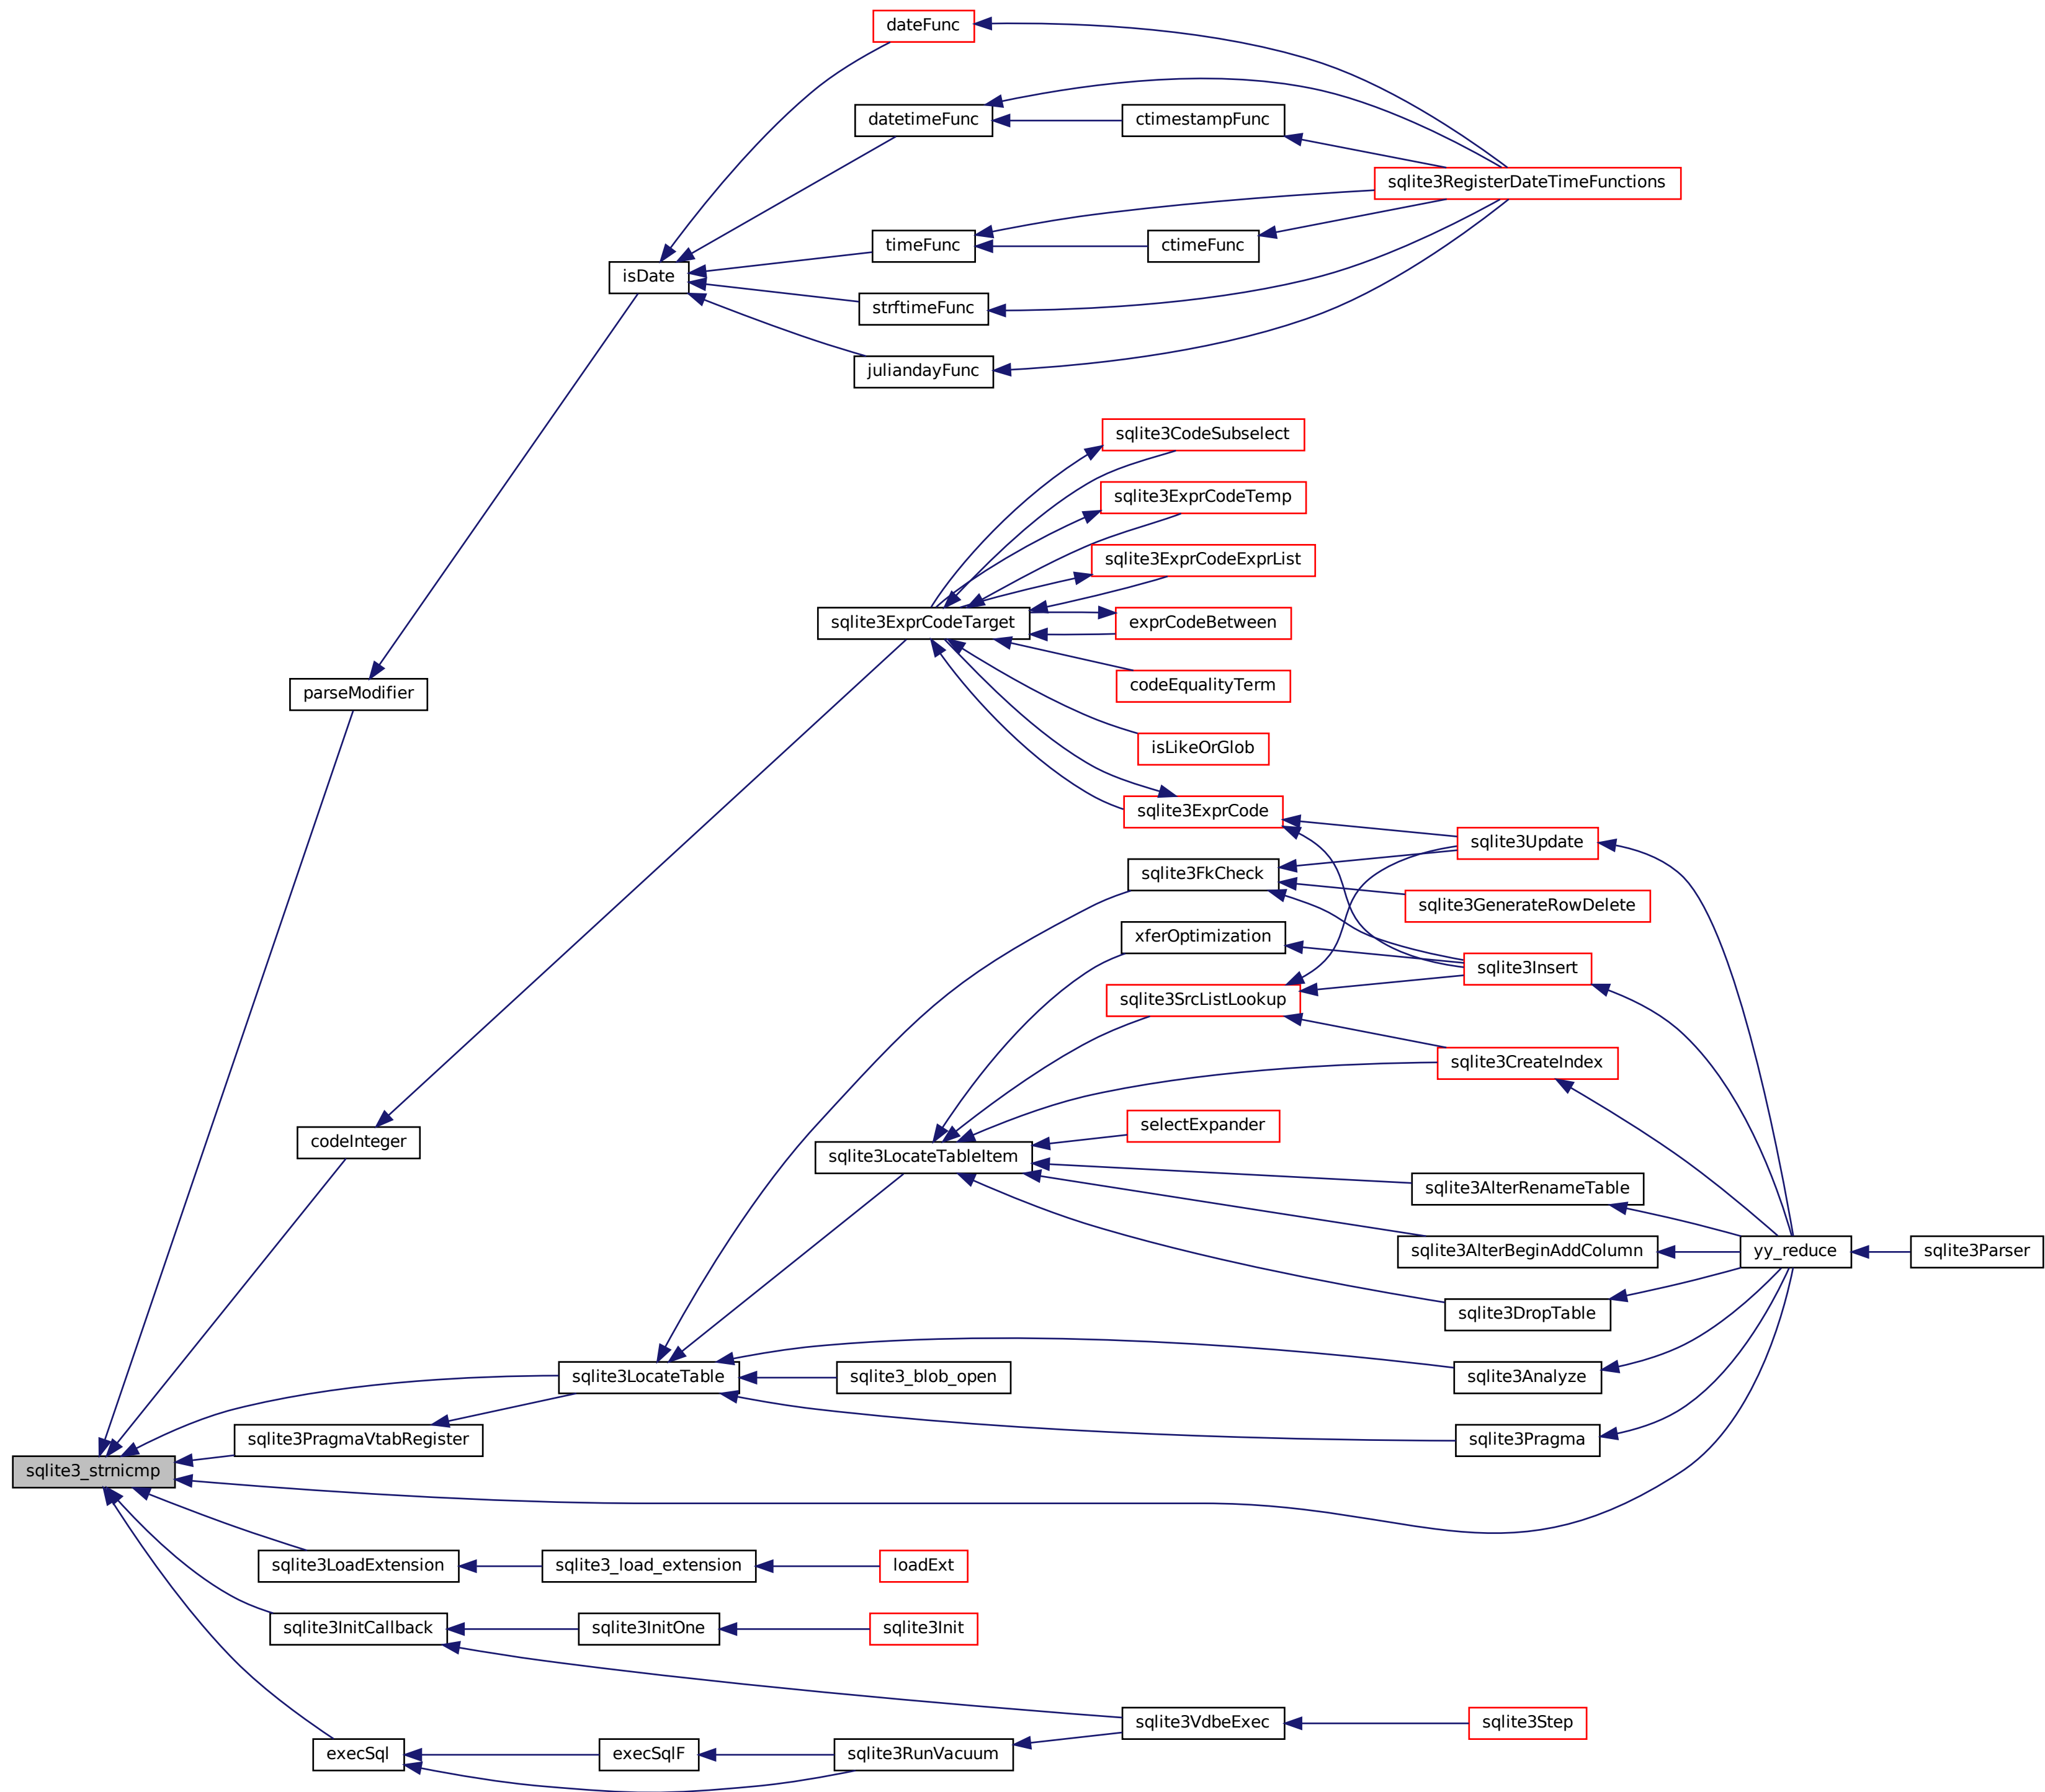 dateFunc
datetimeFunc
ctimestampFunc
sqlite3RegisterDateTimeFunctions
timeFunc
ctimeFunc
isDate
strftimeFunc
juliandayFunc
sqlite3CodeSubselect
sqlite3ExprCodeTemp
sqlite3ExprCodeExprList
sqlite3ExprCodeTarget
exprCodeBetween
codeEqualityTerm
parseModifier
isLikeOrGlob
sqlite3ExprCode
sqlite3Update
sqlite3FkCheck
sqlite3GenerateRowDelete
xferOptimization
sqlite3Insert
sqlite3SrcListLookup
sqlite3CreateIndex
selectExpander
codeInteger
sqlite3LocateTableItem
sqlite3AlterRenameTable
sqlite3AlterBeginAddColumn
yy_reduce
sqlite3Parser
sqlite3DropTable
sqlite3LocateTable
sqlite3_blob_open
sqlite3Analyze
sqlite3PragmaVtabRegister
sqlite3Pragma
sqlite3_strnicmp
sqlite3LoadExtension
sqlite3_load_extension
loadExt
sqlite3InitCallback
sqlite3InitOne
sqlite3Init
sqlite3VdbeExec
sqlite3Step
execSql
execSqlF
sqlite3RunVacuum